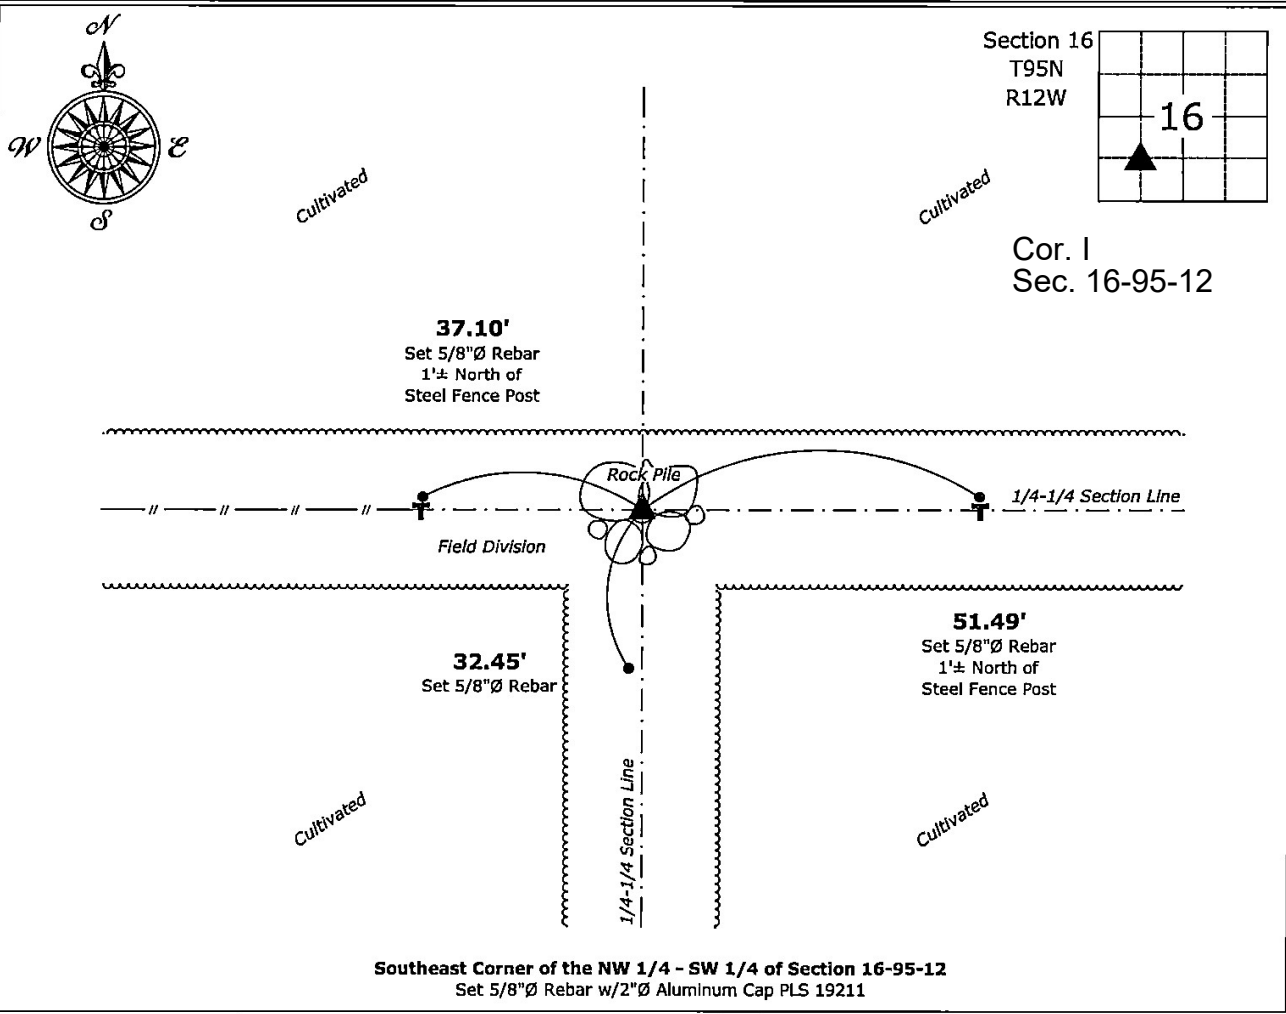 N
W
E
S
Section 16
T95N
R12W
16
Cor. I
Sec. 16-95-12
Cultivated
Cultivated
37.10'
Set 5/8"Ø Rebar
1'± North of
Steel Fence Post
Rock Pile
1/4-1/4 Section Line
Field Division
32.45'
Set 5/8"Ø Rebar
51.49'
Set 5/8"Ø Rebar
1'± North of
Steel Fence Post
1/4-1/4 Section Line
Cultivated
Cultivated
Southeast Corner of the NW 1/4 - SW 1/4 of Section 16-95-12
Set 5/8"Ø Rebar w/2"Ø Aluminum Cap PLS 19211